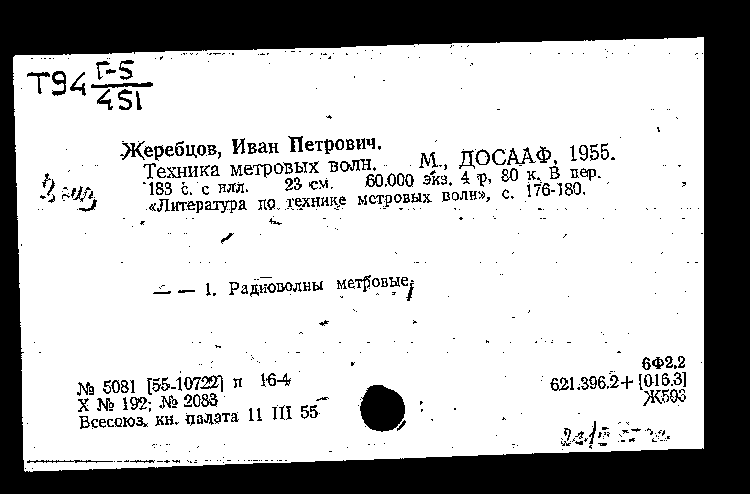 Т94 Г-5/451
Жеребцов, Иван Петрович.
Техника метровых волн. М., ДОСААФ, 1955.
183 с. с илл. 23 см. 60.000 экз. 4 р. 80 к. В пер.
«Литература по технике метровых волн», с. 176-180.
3 экз
— — 1. Радиоволны метровые,
6Ф2.2
№ 5081 [55-10722] п 16-4
621.396.2+[016.3]
Х № 192; № 2083
Ж593
Всесоюз. кн. палата 11 III 55